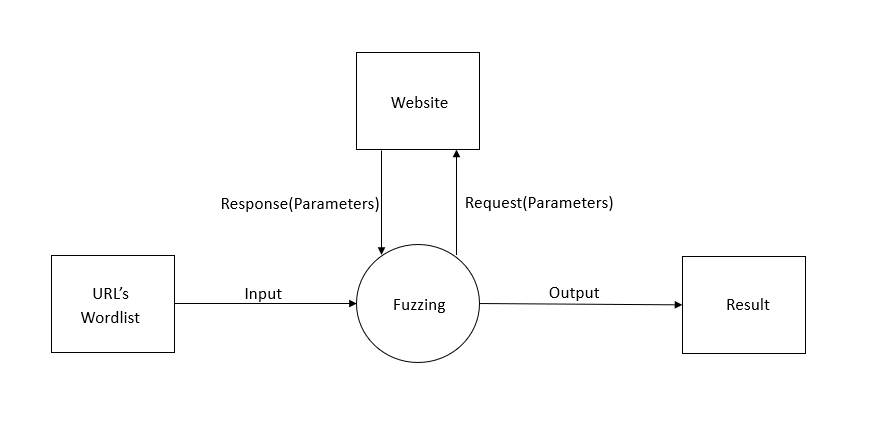 Website
Response(Parameters)
Request(Parameters)
URL’s
Wordlist
Input
Fuzzing
Output
Result